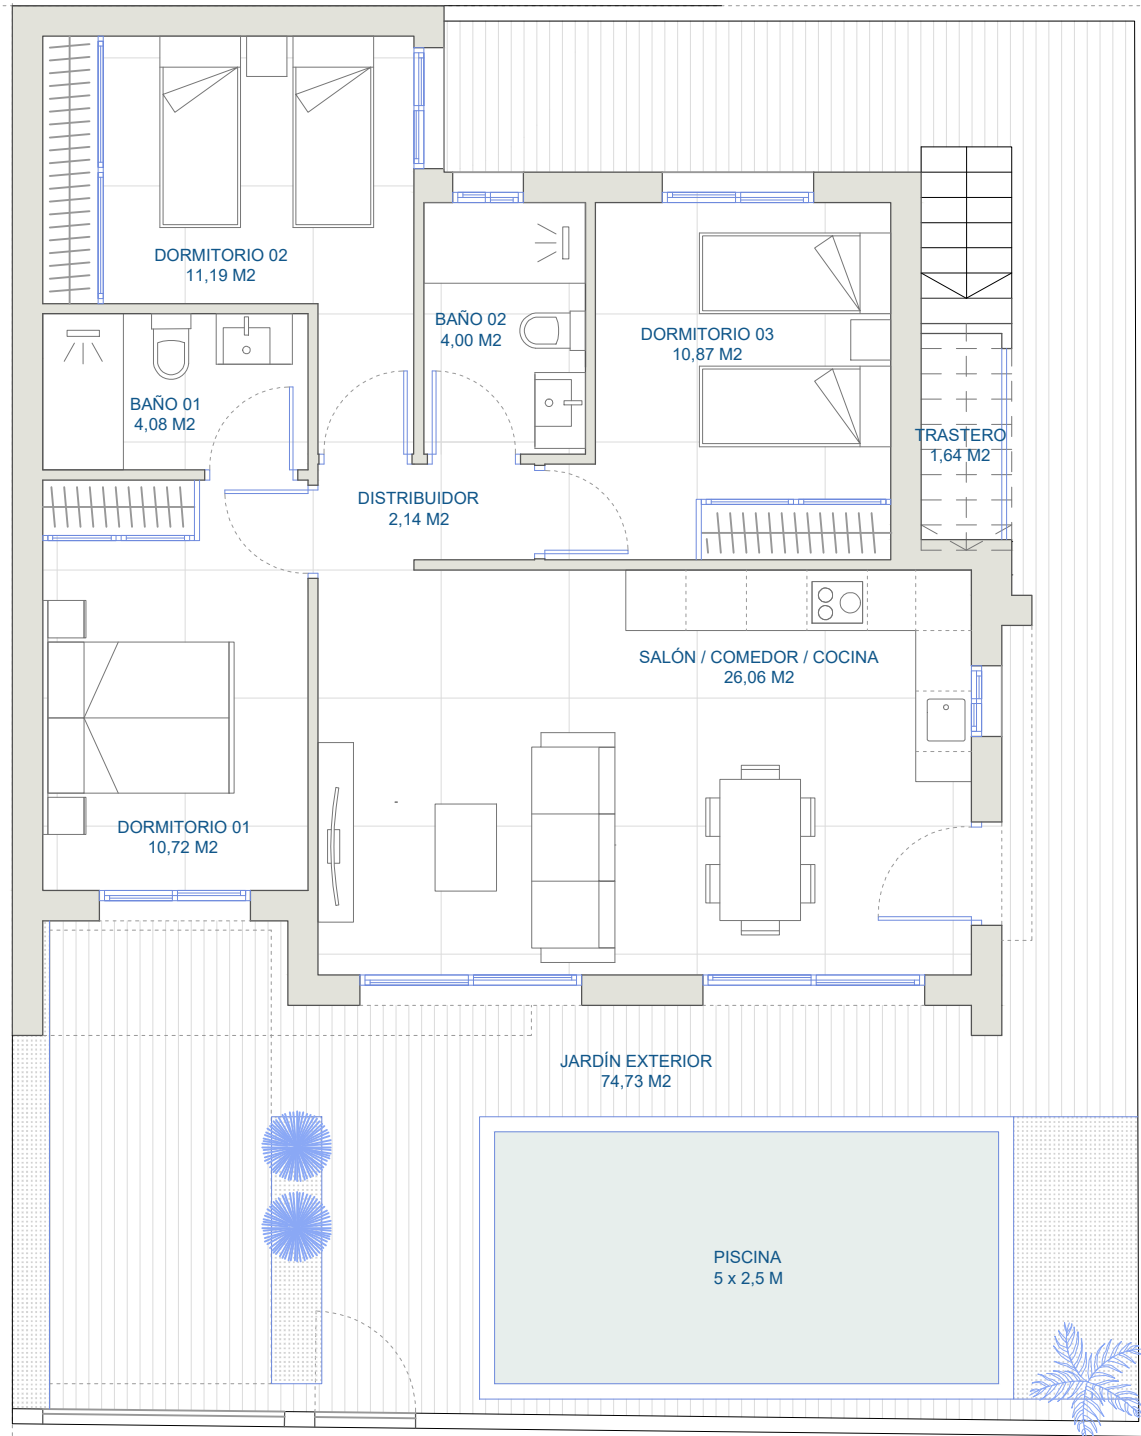 DORMITORIO 02
11,19 M2
BAÑO 02
4,00 M2
DORMITORIO 03
10,87 M2
BAÑO 01
4,08 M2
TRASTERO
1,64 M2
DISTRIBUIDOR
2,14 M2
SALÓN / COMEDOR / COCINA
26,06 M2
DORMITORIO 01
10,72 M2
JARDÍN EXTERIOR
74,73 M2
PISCINA
5 x 2,5 M